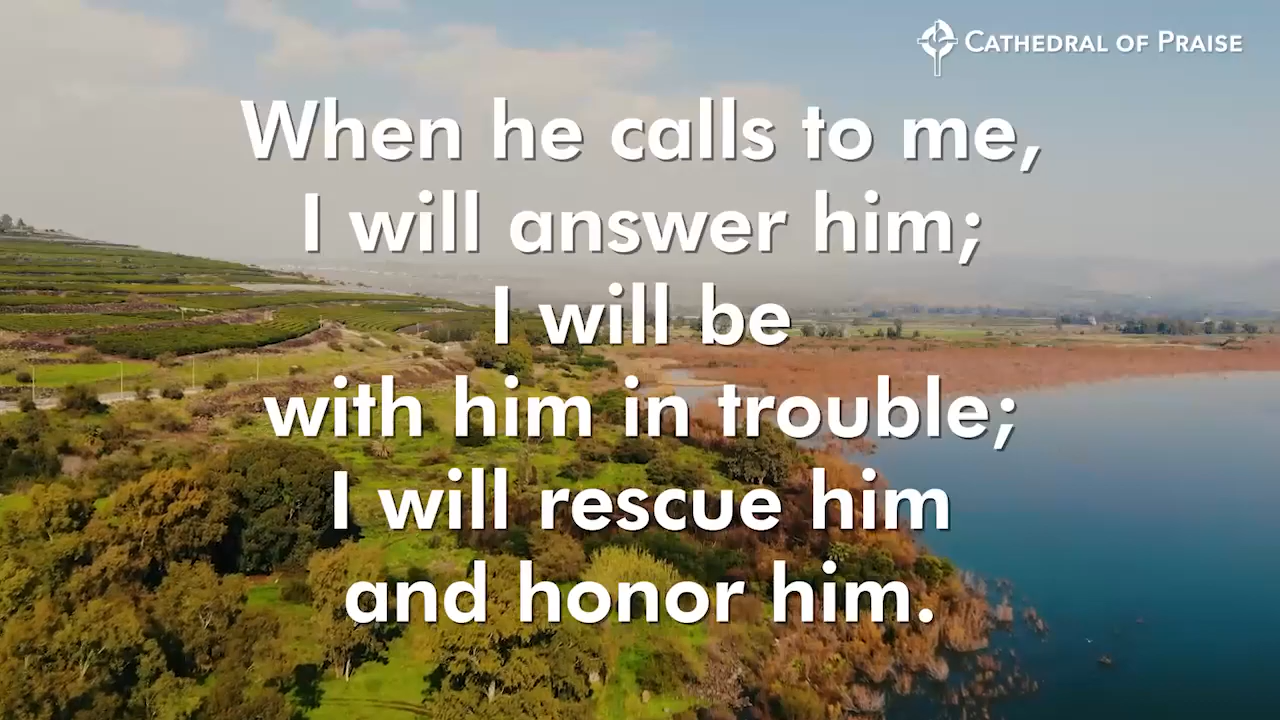 CATHEDRAL OF PRAISE
When he calls to me,
I will answer him;
I will be
with him in trouble;
I will rescue him
and honor him.